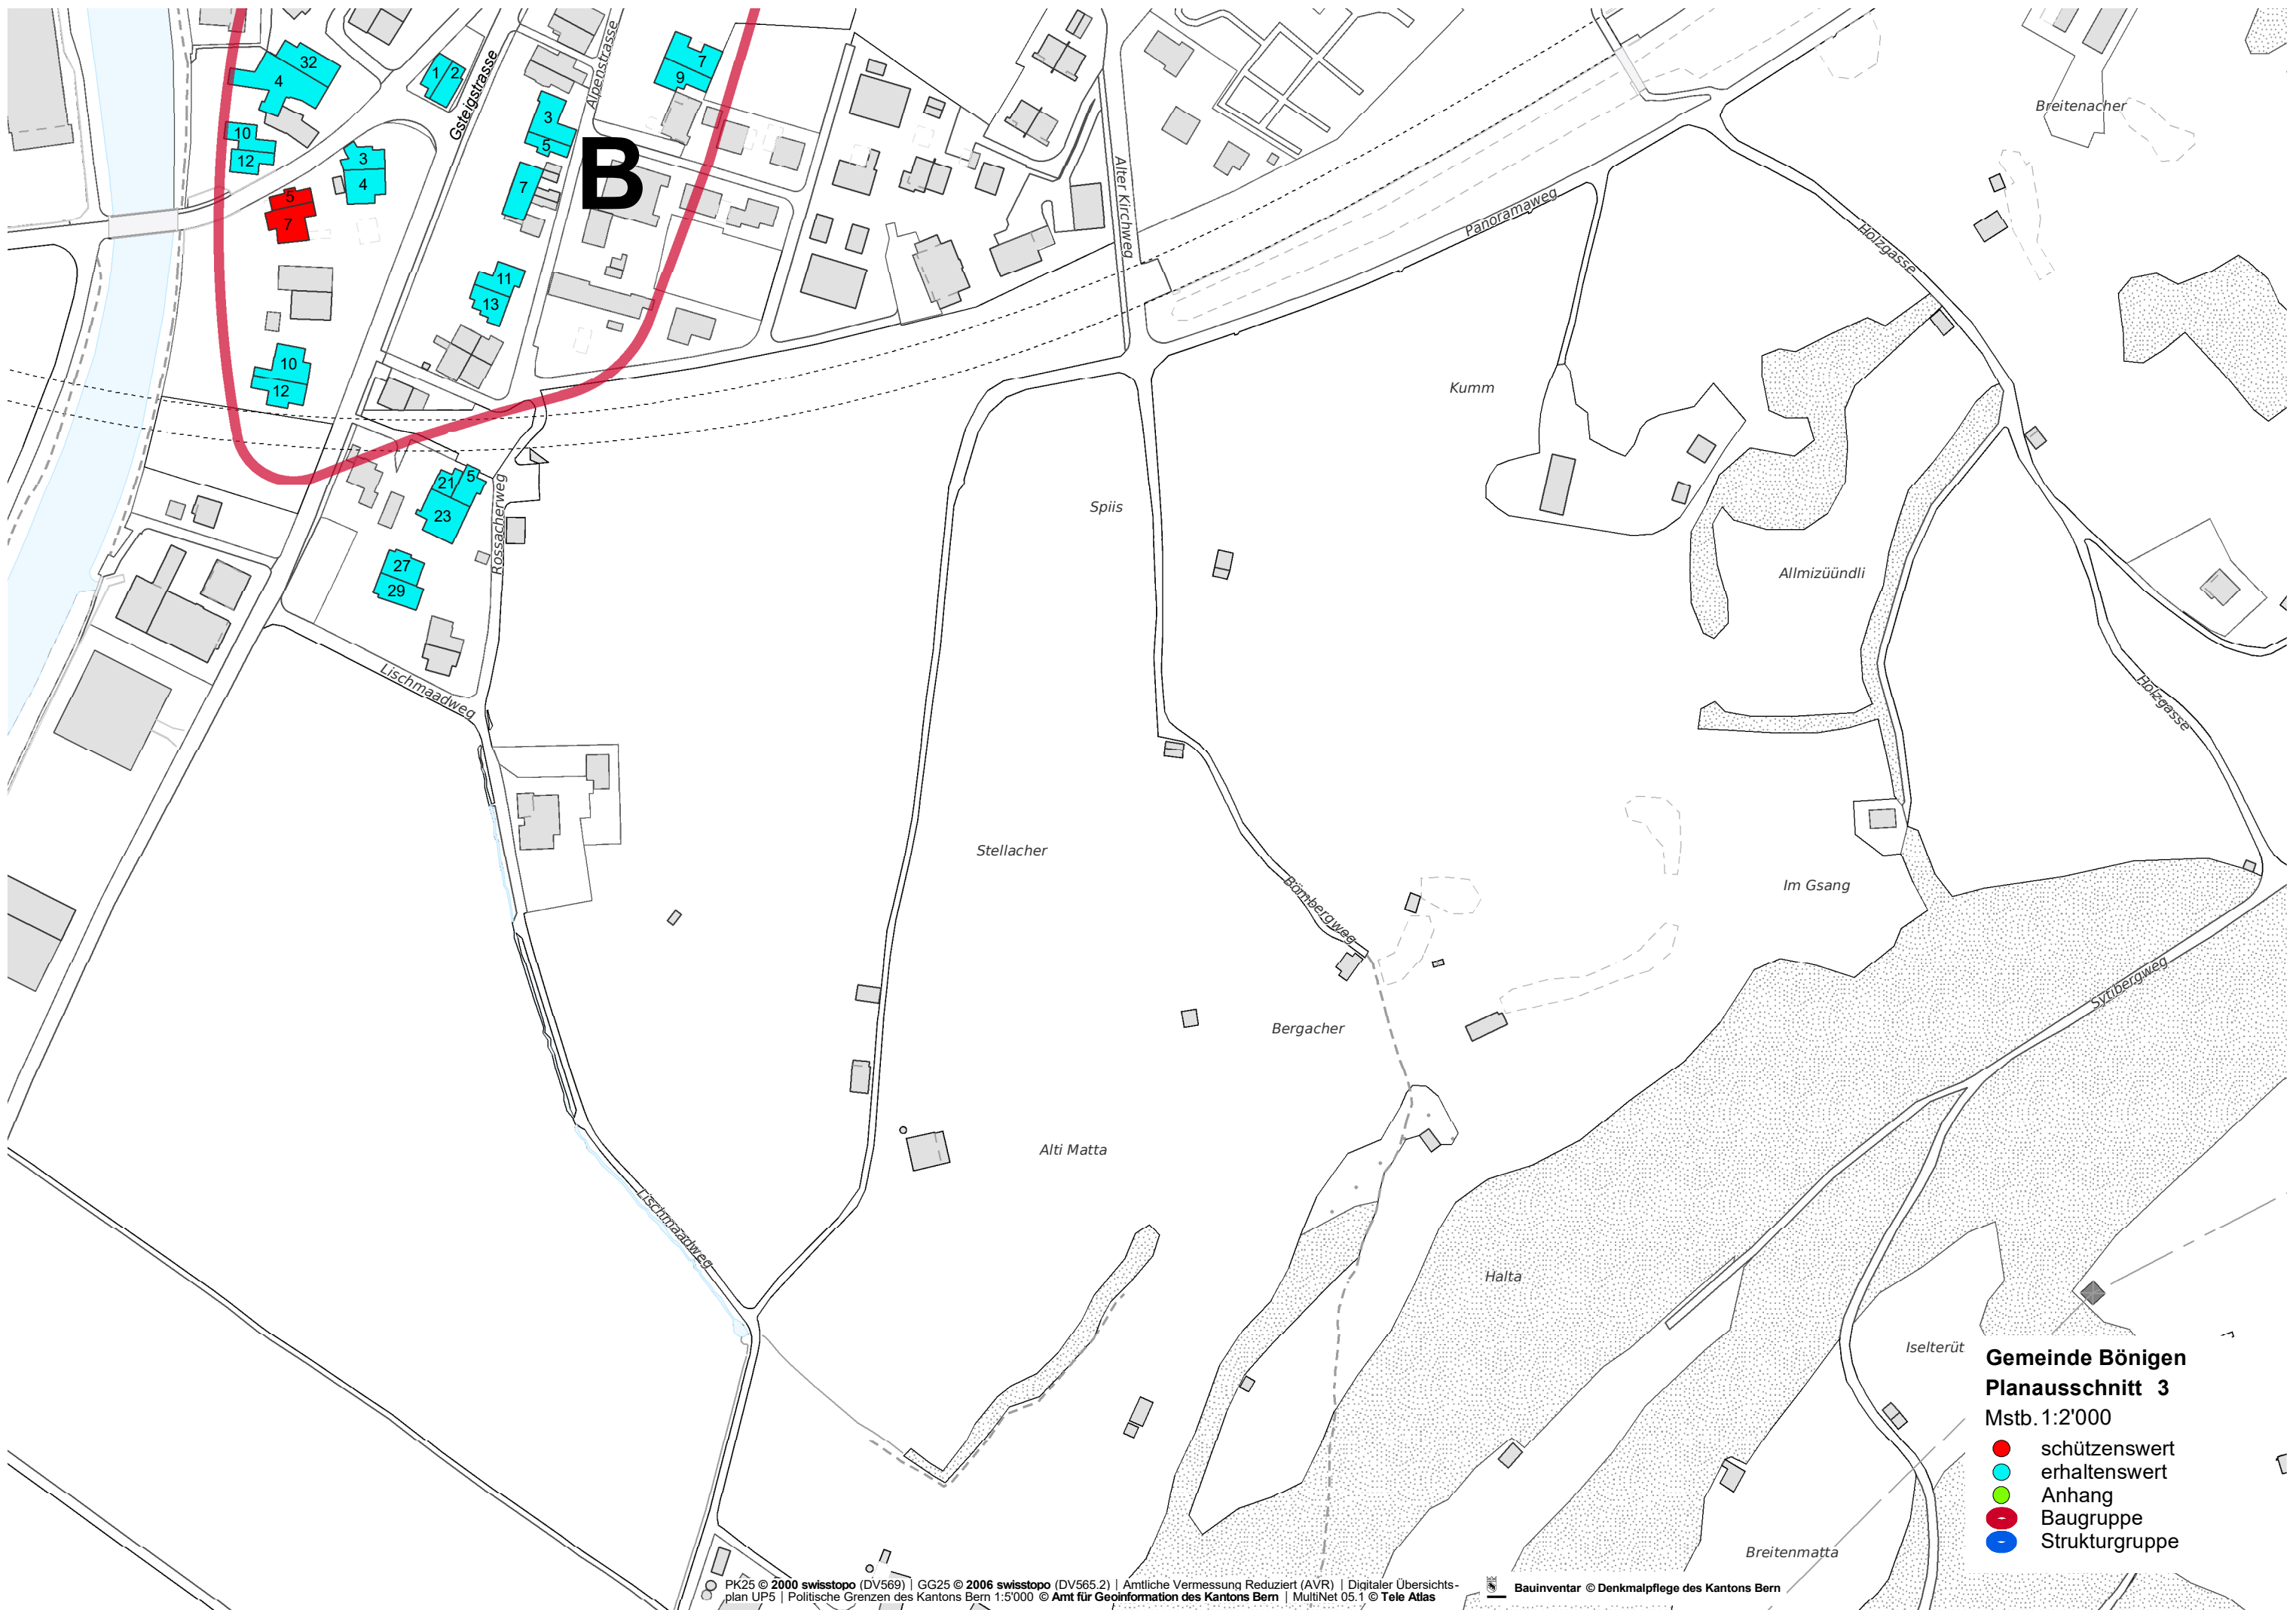 32
4
1
2
Gsteigstrasse
Alpenstrasse
7
9
3
5
10
12
3
4
5
7
7
B
11
13
10
12
Alter Kirchweg
Panoramaweg
Holzgasse
Breitenacher
Kumm
Spiis
21
5
23
27
29
Rossacherweg
Allmizüündli
Lischmaadweg
Holzgasse
Stellacher
Bömbergweg
Im Gsang
Sytibergweg
Bergacher
Alti Matta
Lischmaadweg
Halta
Iselterüt
Breitenmatta
Gemeinde Bönigen
Planausschnitt 3
Mstb. 1:2'000
schützenswert
erhaltenswert
Anhang
Baugruppe
Strukturgruppe
PK25 © 2000 swisstopo (DV569) | GG25 © 2006 swisstopo (DV565.2) | Amtliche Vermessung Reduziert (AVR) | Digitaler Übersichts-
plan UP5 | Politische Grenzen des Kantons Bern 1:5'000 © Amt für Geoinformation des Kantons Bern | MultiNet 05.1 © Tele Atlas
Bauinventar © Denkmalpflege des Kantons Bern